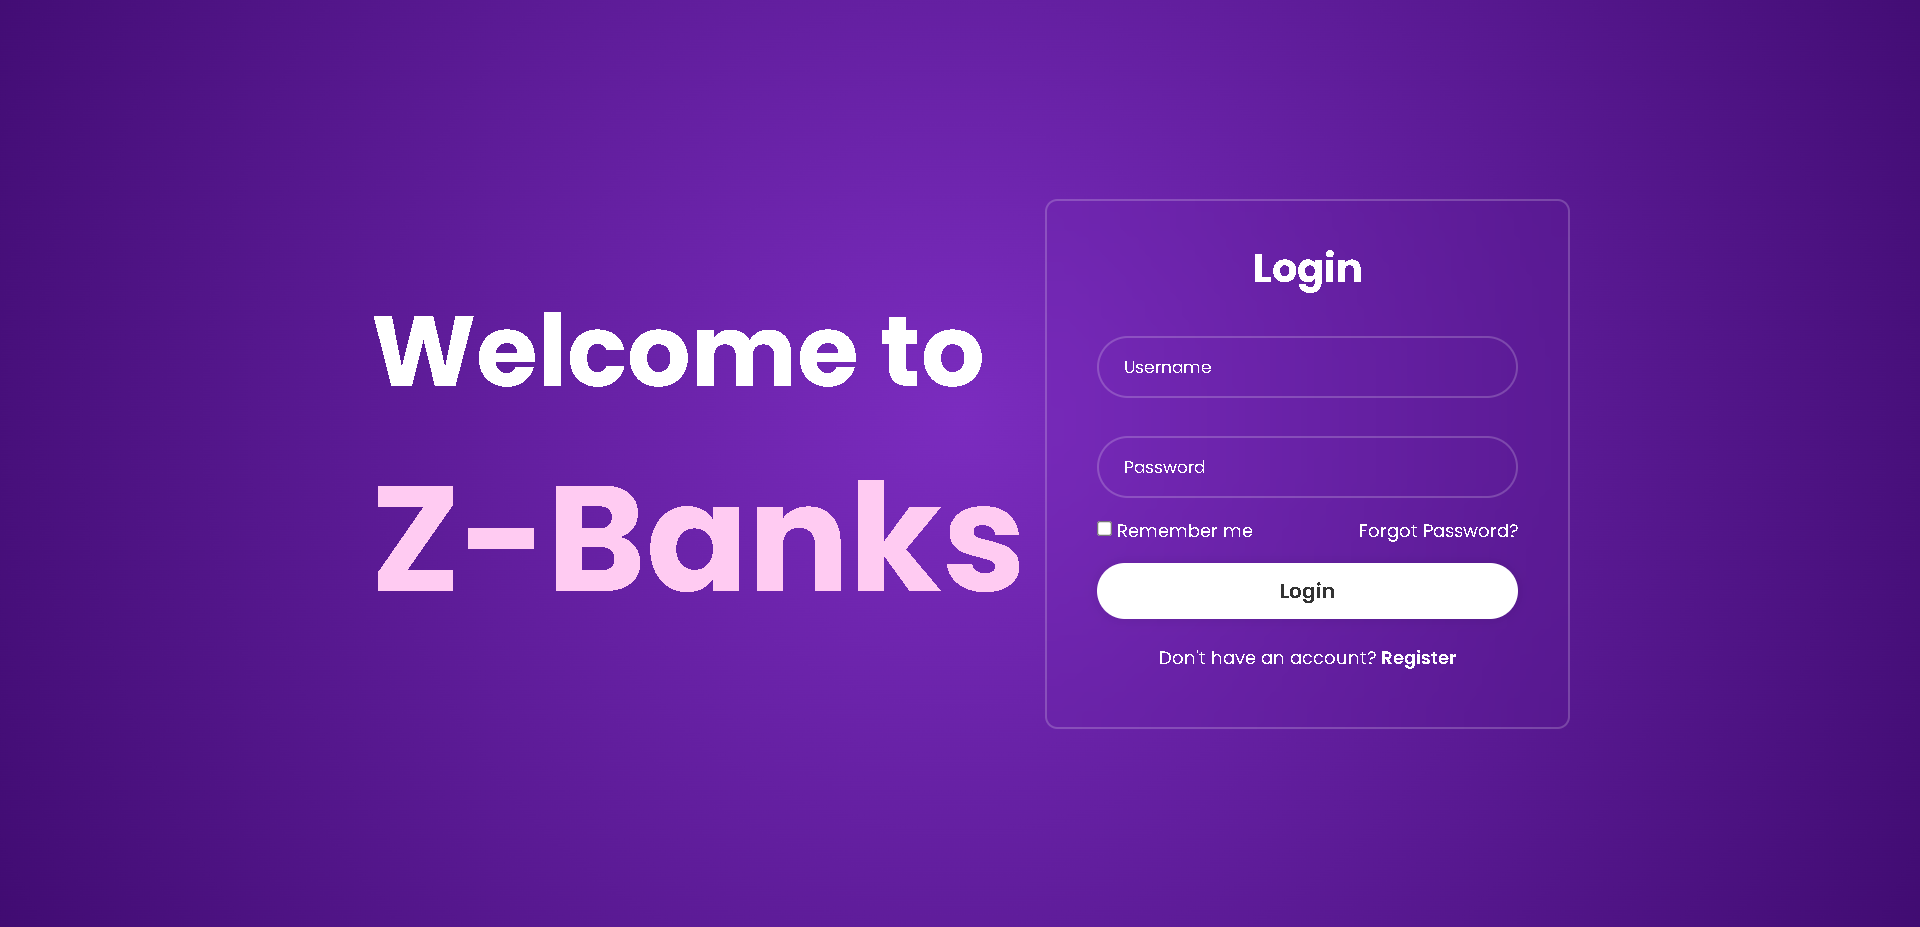 Welcome to
Z-Banks
Login
Username
Password
Remember me
Forgot Password?
Login
Don't have an account? Register